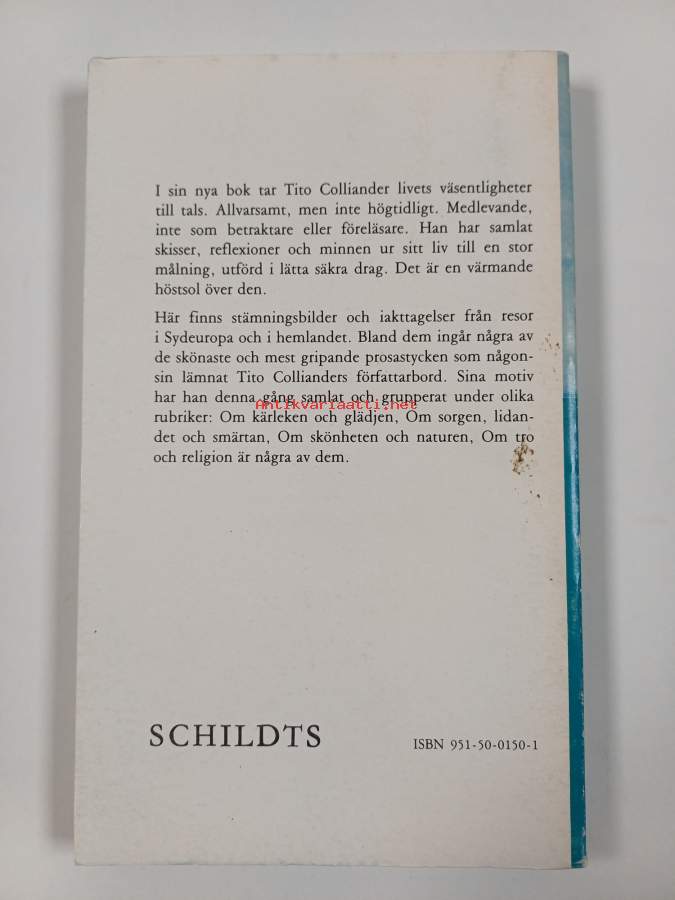 I sin nya bok tar Tito Colliander livets väsentligheter
till tals. Allvarsamt, men inte högtidligt. Medlevande,
inte som betraktare eller föreläsare. Han har samlat
skisser, reflexioner och minnen ur sitt liv till en stor
målning, utförd i lätta säkra drag. Det är en värmande
höstsol över den.
Här finns stämningsbilder och iakttagelser från resor
i Sydeuropa och i hemlandet. Bland dem ingår några av
de skönaste och mest gripande prosastycken som någon-
sin lämnat Tito Collianders författarbord. Sina motiv
har han denna gång samlat och grupperat under olika
Antikvariaatti.net
rubriker: Om kärleken och glädjen, Om sorgen, lidan-
det och smärtan, Om skönheten och naturen, Om tro
och religion är några av dem.
SCHILDTS
ISBN 951-50-0150-1